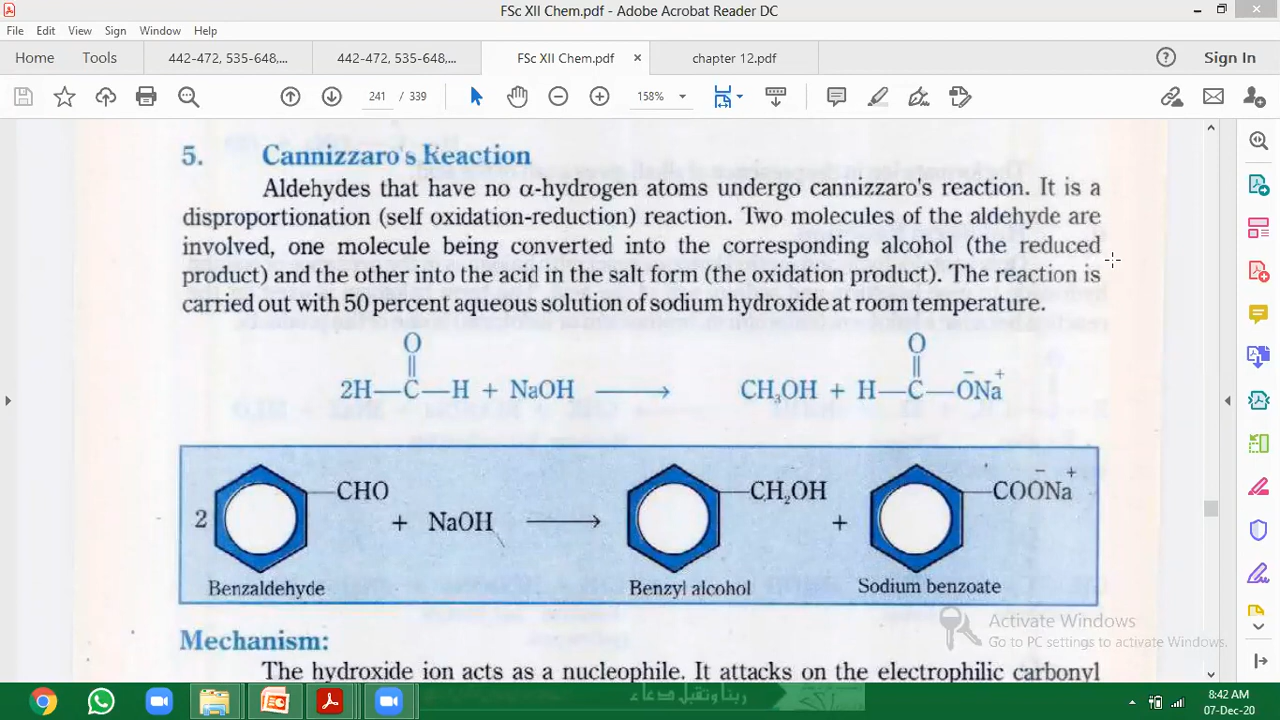 FSc XII Chem.pdf - Adobe Acrobat Reader DC
File Edit View Sign Window Help
Home Tools 442-472, 535-648,... 442-472, 535-648,... FSc XII Chem.pdf × chapter 12.pdf Sign In
241 / 339 158%
5. Cannizzaro's Reaction
Aldehydes that have no α-hydrogen atoms undergo cannizzaro's reaction. It is a
disproportionation (self oxidation-reduction) reaction. Two molecules of the aldehyde are
involved, one molecule being converted into the corresponding alcohol (the reduced
product) and the other into the acid in the salt form (the oxidation product). The reaction is
carried out with 50 percent aqueous solution of sodium hydroxide at room temperature.
O O
2H—C—H + NaOH ⟶ CH₃OH + H—C—ŌNa⁺
2 CHO + NaOH ⟶ CH₂OH + COŌNa⁺
Benzaldehyde Benzyl alcohol Sodium benzoate
Activate Windows
Go to PC settings to activate Windows.
Mechanism:
The hydroxide ion acts as a nucleophile. It attacks on the electrophilic carbonyl
ربنا وتقبل دعاء
8:42 AM
07-Dec-20